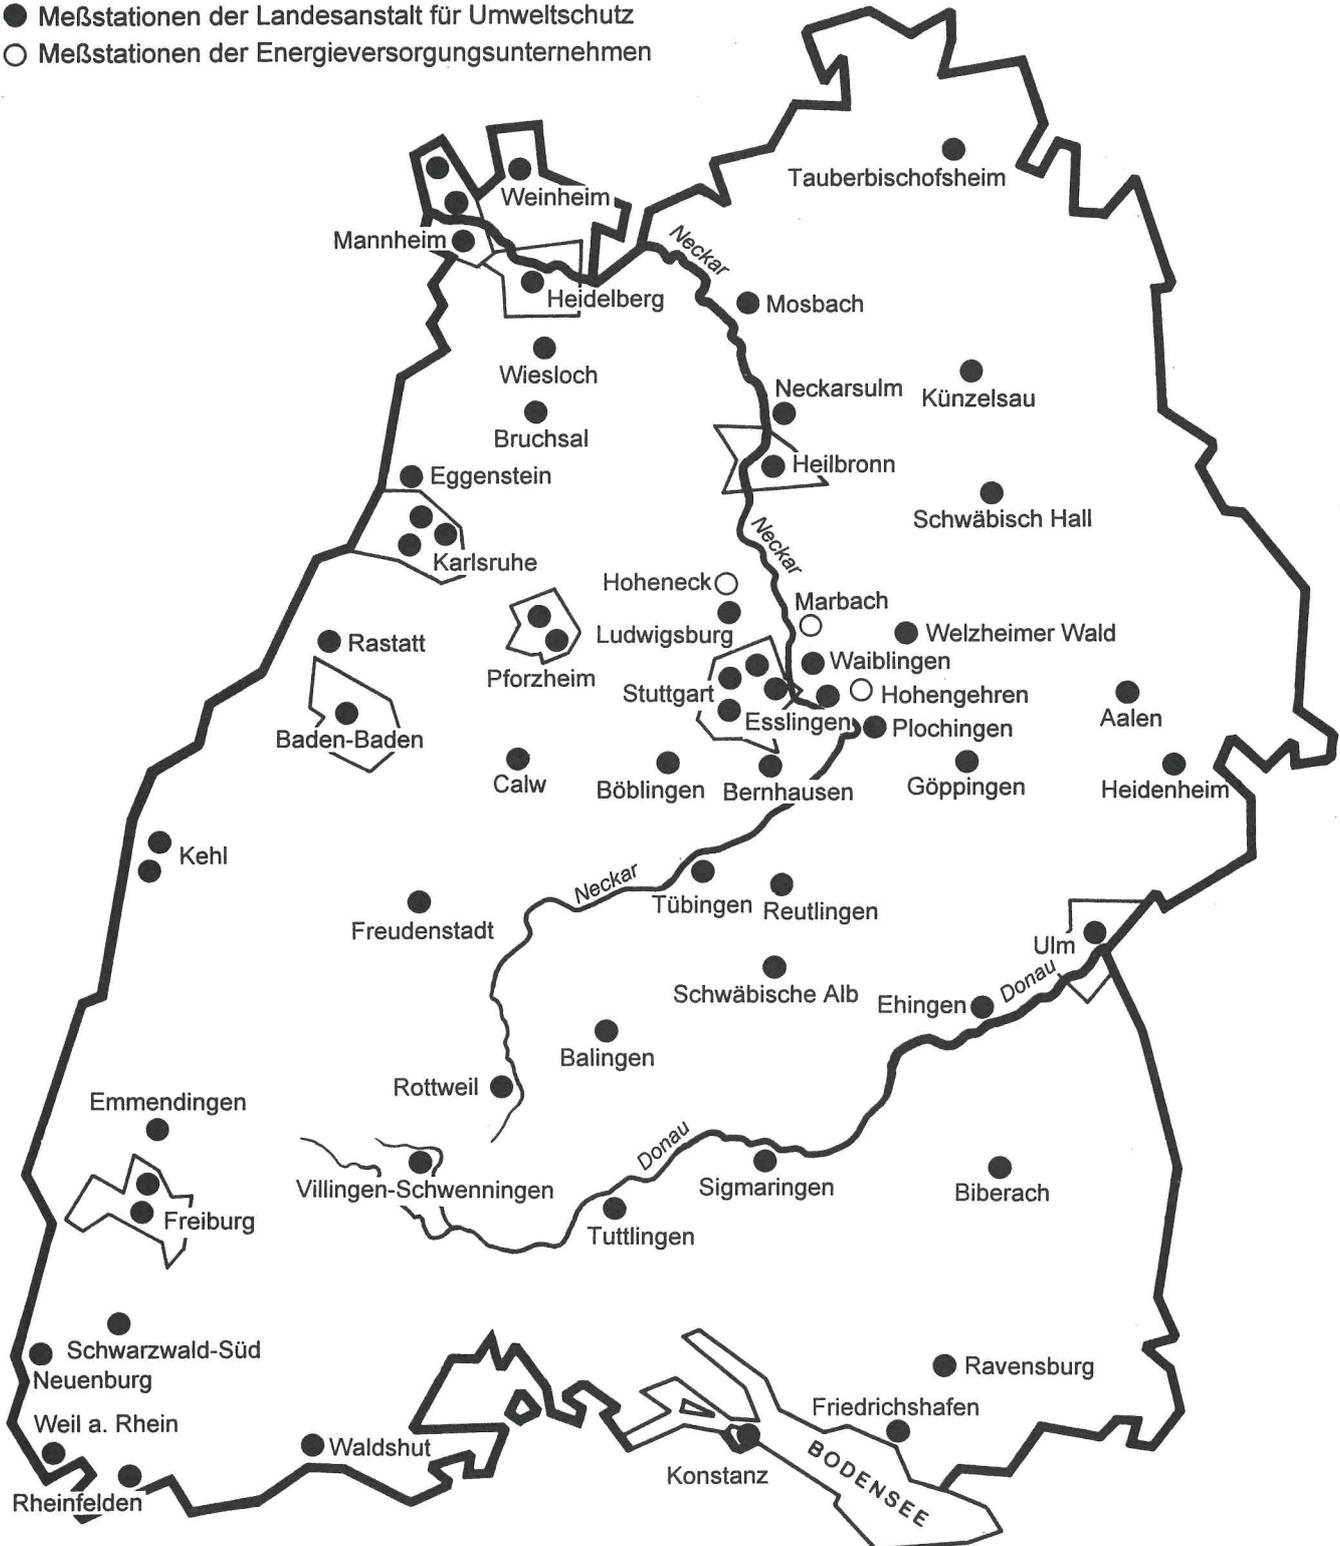 Meßstationen der Landesanstalt für Umweltschutz
Meßstationen der Energieversorgungsunternehmen
Tauberbischofsheim
Weinheim
Mannheim
Neckar
Heidelberg
Mosbach
Wiesloch
Neckarsulm
Künzelsau
Bruchsal
Heilbronn
Eggenstein
Schwäbisch Hall
Neckar
Karlsruhe
Hoheneck
Marbach
Ludwigsburg
Welzheimer Wald
Rastatt
Waiblingen
Pforzheim
Stuttgart
Hohengehren
Esslingen
Plochingen
Aalen
Baden-Baden
Calw
Böblingen
Bernhausen
Göppingen
Heidenheim
Kehl
Neckar
Tübingen
Reutlingen
Freudenstadt
Ulm
Donau
Schwäbische Alb
Ehingen
Balingen
Rottweil
Emmendingen
Donau
Villingen-Schwenningen
Sigmaringen
Biberach
Freiburg
Tuttlingen
Schwarzwald-Süd
Neuenburg
Ravensburg
Friedrichshafen
Weil a. Rhein
Waldshut
Konstanz
BODENSEE
Rheinfelden